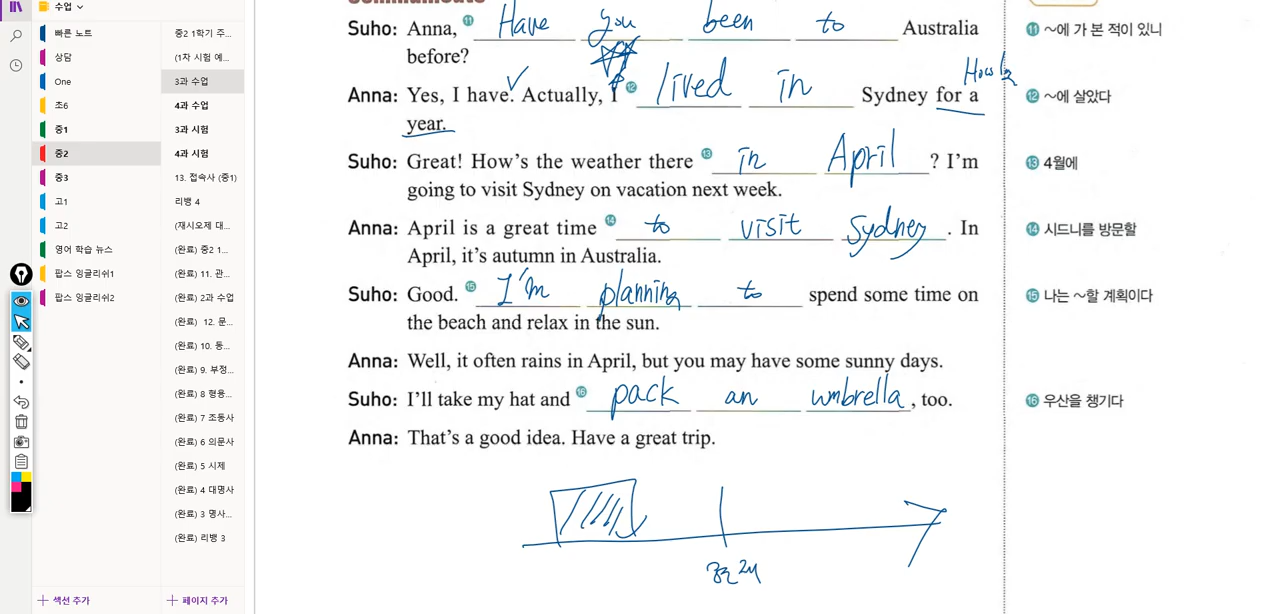 수업
빠른 노트
상담
One
초6
중1
중2
중3
고1
고2
영어 학습 뉴스
팝스 잉글리쉬1
팝스 잉글리쉬2
섹션 추가
중2 1학기 주...
(1차 시험 예...
3과 수업
4과 수업
3과 시험
4과 시험
13. 접속사 (중1)
리뱅 4
(재시오제 대...
(완료) 중2 1...
(완료) 11. 관...
(완료) 2과 수업
(완료) 12. 문...
(완료) 10. 동...
(완료) 9. 부정...
(완료) 8 형용...
(완료) 7 조동사
(완료) 6 의문사
(완료) 5 시제
(완료) 4 대명사
(완료) 3 명사...
(완료) 리뱅 3
페이지 추가
Suho: Anna, ⑪ Have you been to Australia
before?
Anna: Yes, I have. Actually, I ⑫ lived in Sydney for a
year.
Suho: Great! How's the weather there ⑬ in April ? I'm
going to visit Sydney on vacation next week.
Anna: April is a great time ⑭ to visit Sydney . In
April, it's autumn in Australia.
Suho: Good. ⑮ I'm planning to spend some time on
the beach and relax in the sun.
Anna: Well, it often rains in April, but you may have some sunny days.
Suho: I'll take my hat and ⑯ pack an umbrella , too.
Anna: That's a good idea. Have a great trip.
⑪ ~에 가 본 적이 있니
⑫ ~에 살았다
⑬ 4월에
⑭ 시드니를 방문할
⑮ 나는 ~할 계획이다
⑯ 우산을 챙기다